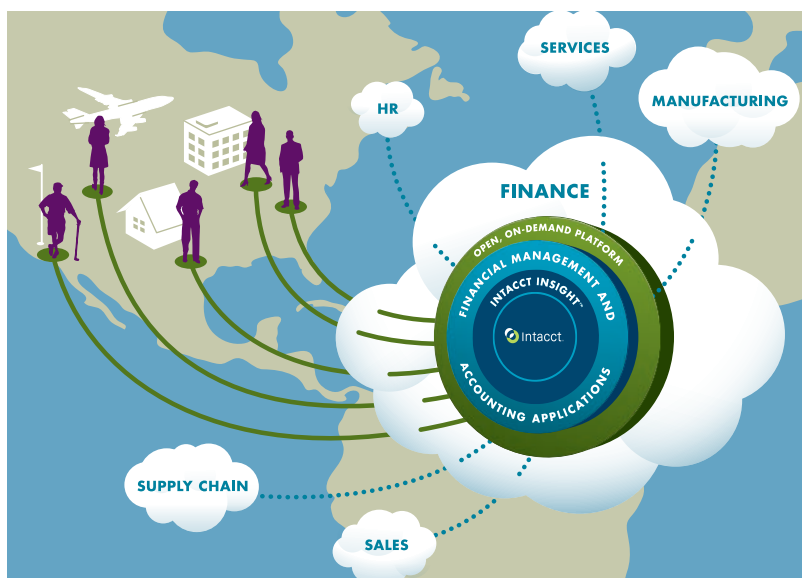 SERVICES
HR
MANUFACTURING
FINANCE
OPEN, ON-DEMAND PLATFORM
FINANCIAL MANAGEMENT AND
INTACCT INSIGHT™
Intacct.
ACCOUNTING APPLICATIONS
SUPPLY CHAIN
SALES